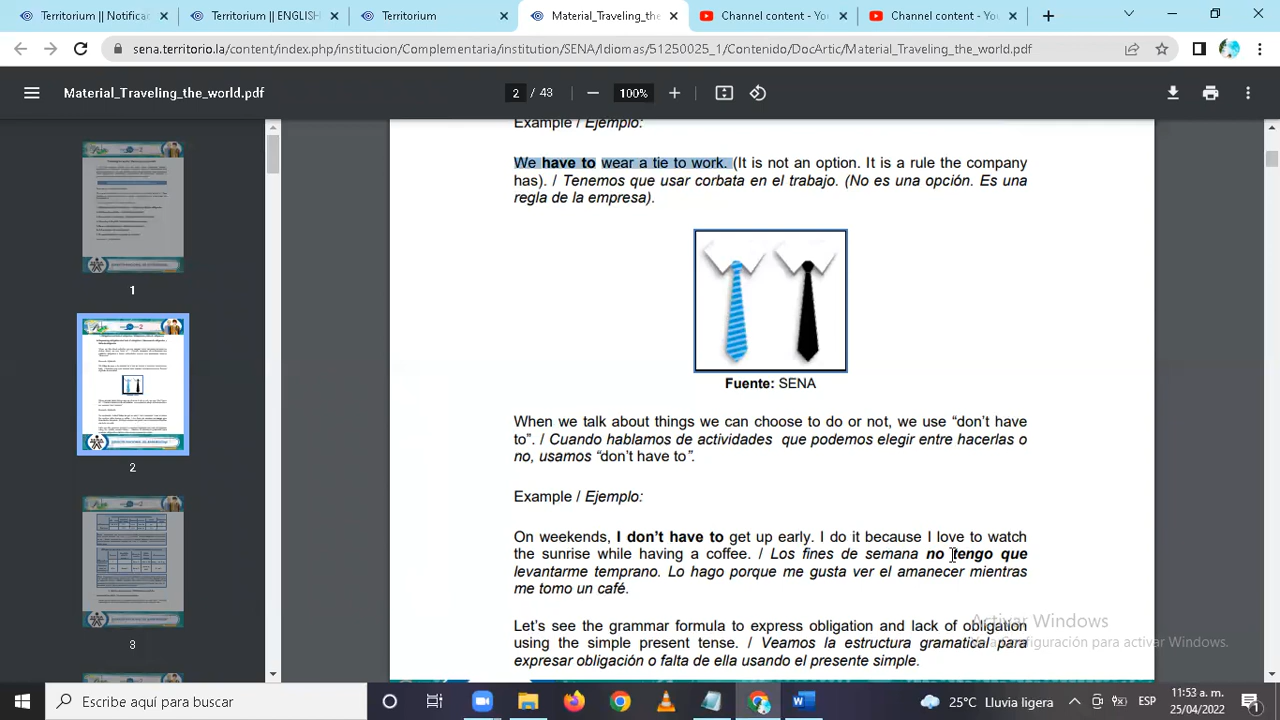 Territorium || Notificac
Territorium || ENGLISH
Territorium
Material_Traveling_the_
Channel content - You
Channel content - You
sena.territorio.la/content/index.php/institucion/Complementaria/institution/SENA/Idiomas/51250025_1/Contenido/DocArtic/Material_Traveling_the_world.pdf
Material_Traveling_the_world.pdf
2 / 43
100%
Example / Ejemplo:
We have to wear a tie to work. (It is not an option. It is a rule the company
has). / Tenemos que usar corbata en el trabajo. (No es una opción. Es una
regla de la empresa).
Fuente: SENA
When we talk about things we can choose to do or not, we use “don’t have
to”. / Cuando hablamos de actividades que podemos elegir entre hacerlas o
no, usamos “don’t have to”.
Example / Ejemplo:
On weekends, I don’t have to get up early. I do it because I love to watch
the sunrise while having a coffee. / Los fines de semana no tengo que
levantarme temprano. Lo hago porque me gusta ver el amanecer mientras
me tomo un café.
Let’s see the grammar formula to express obligation and lack of obligation
using the simple present tense. / Veamos la estructura gramatical para
expresar obligación o falta de ella usando el presente simple.
1
2
3
Activar Windows
Configuración para activar Windows.
Escribe aquí para buscar
25°C Lluvia ligera
ESP
11:53 a. m.
25/04/2022
1